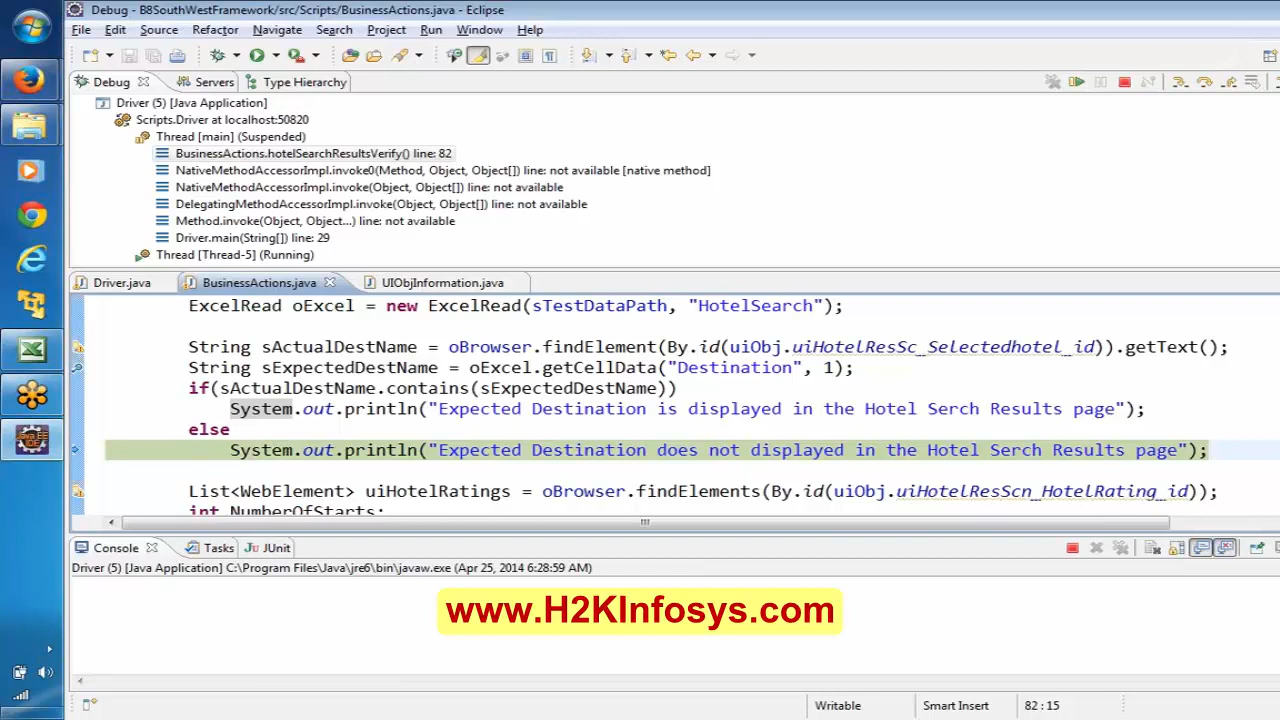 Debug - B8SouthWestFramework/src/Scripts/BusinessActions.java - Eclipse
File Edit Source Refactor Navigate Search Project Run Window Help
Debug Servers Type Hierarchy
Driver (5) [Java Application]
Scripts.Driver at localhost:50820
Thread [main] (Suspended)
BusinessActions.hotelSearchResultsVerify() line: 82
NativeMethodAccessorImpl.invoke0(Method, Object, Object[]) line: not available [native method]
NativeMethodAccessorImpl.invoke(Object, Object[]) line: not available
DelegatingMethodAccessorImpl.invoke(Object, Object[]) line: not available
Method.invoke(Object, Object...) line: not available
Driver.main(String[]) line: 29
Thread [Thread-5] (Running)
Driver.java BusinessActions.java UIObjInformation.java
ExcelRead oExcel = new ExcelRead(sTestDataPath, "HotelSearch");
String sActualDestName = oBrowser.findElement(By.id(uiObj.uiHotelResSc_Selectedhotel_id)).getText();
String sExpectedDestName = oExcel.getCellData("Destination", 1);
if(sActualDestName.contains(sExpectedDestName))
System.out.println("Expected Destination is displayed in the Hotel Serch Results page");
else
System.out.println("Expected Destination does not displayed in the Hotel Serch Results page");
List<WebElement> uiHotelRatings = oBrowser.findElements(By.id(uiObj.uiHotelResScn_HotelRating_id));
int NumberOfStarts;
Console Tasks JUnit
Driver (5) [Java Application] C:\Program Files\Java\jre6\bin\javaw.exe (Apr 25, 2014 6:28:59 AM)
www.H2KInfosys.com
Writable Smart Insert 82 : 15